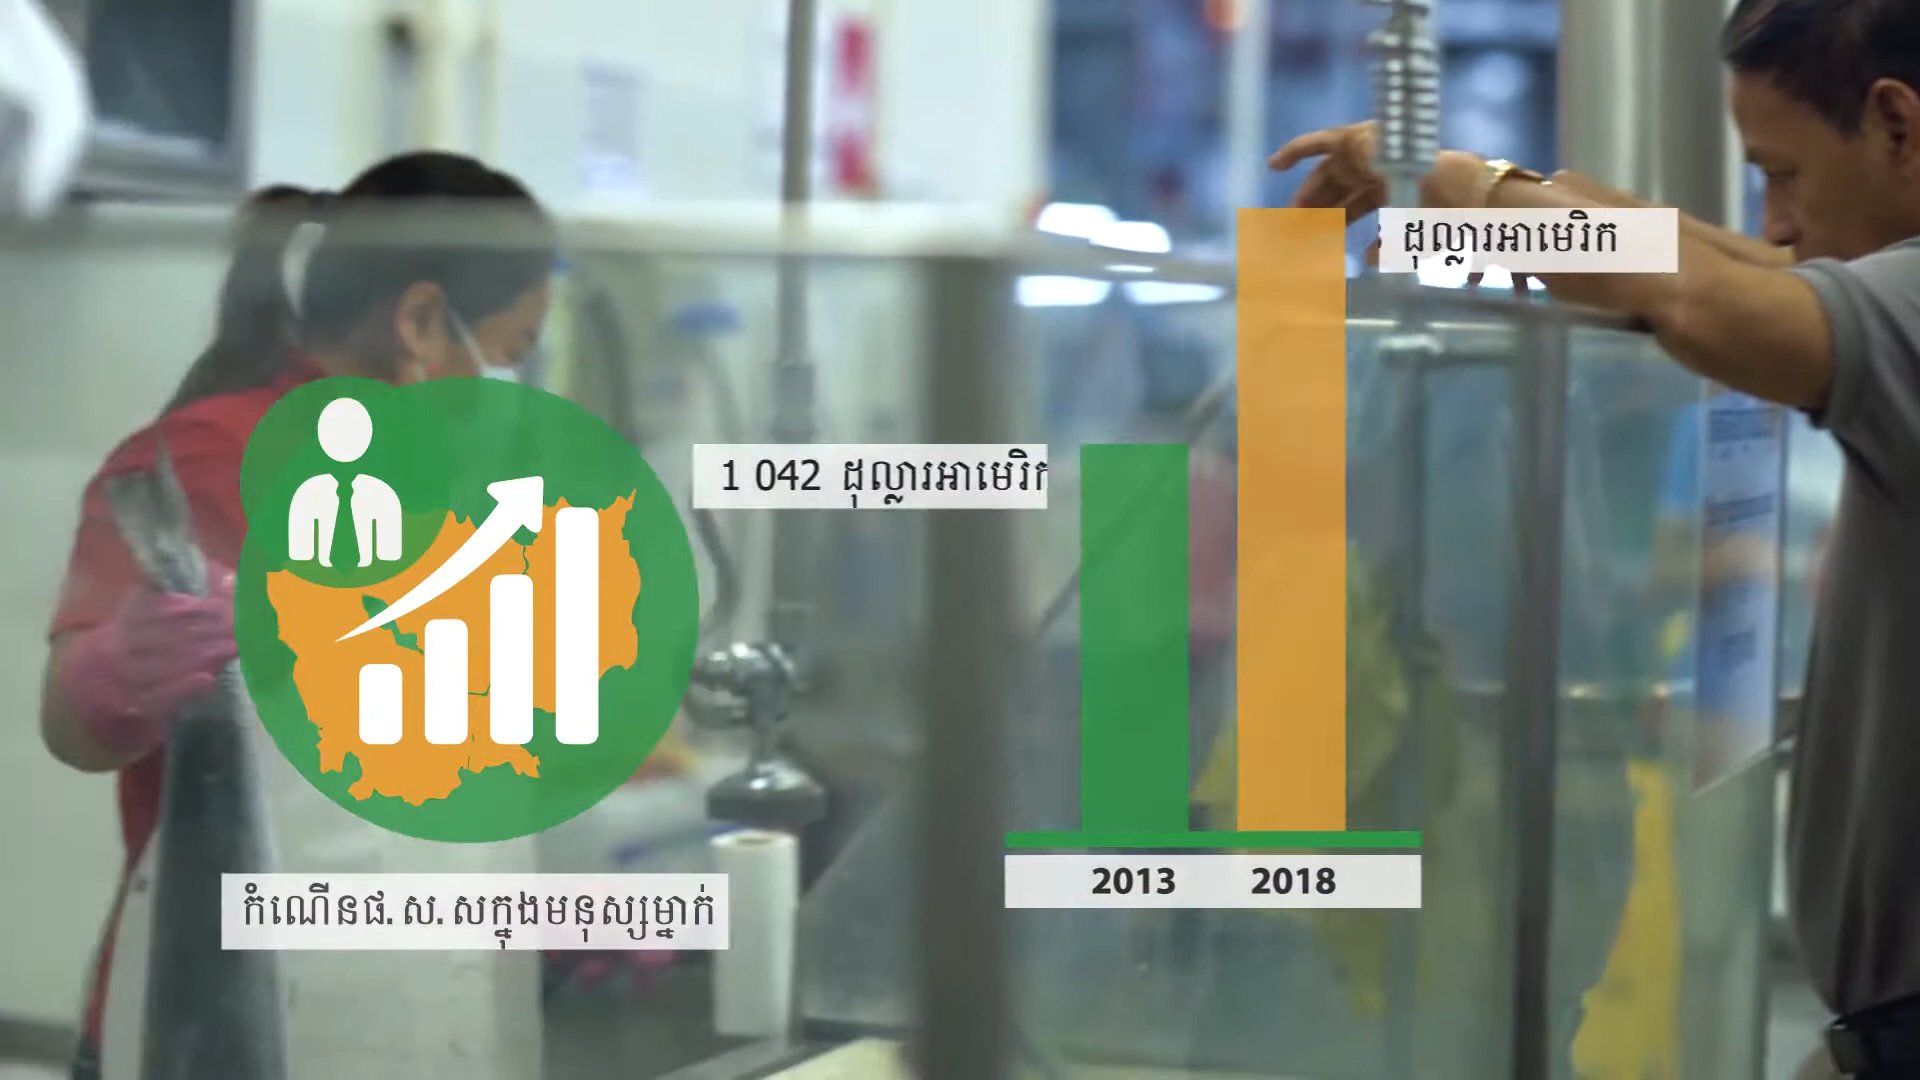 ដុល្លារអាមេរិក
1 042 ដុល្លារអាមេរិក
2013 2018
កំណើនផ. ស. សក្នុងមនុស្សម្នាក់